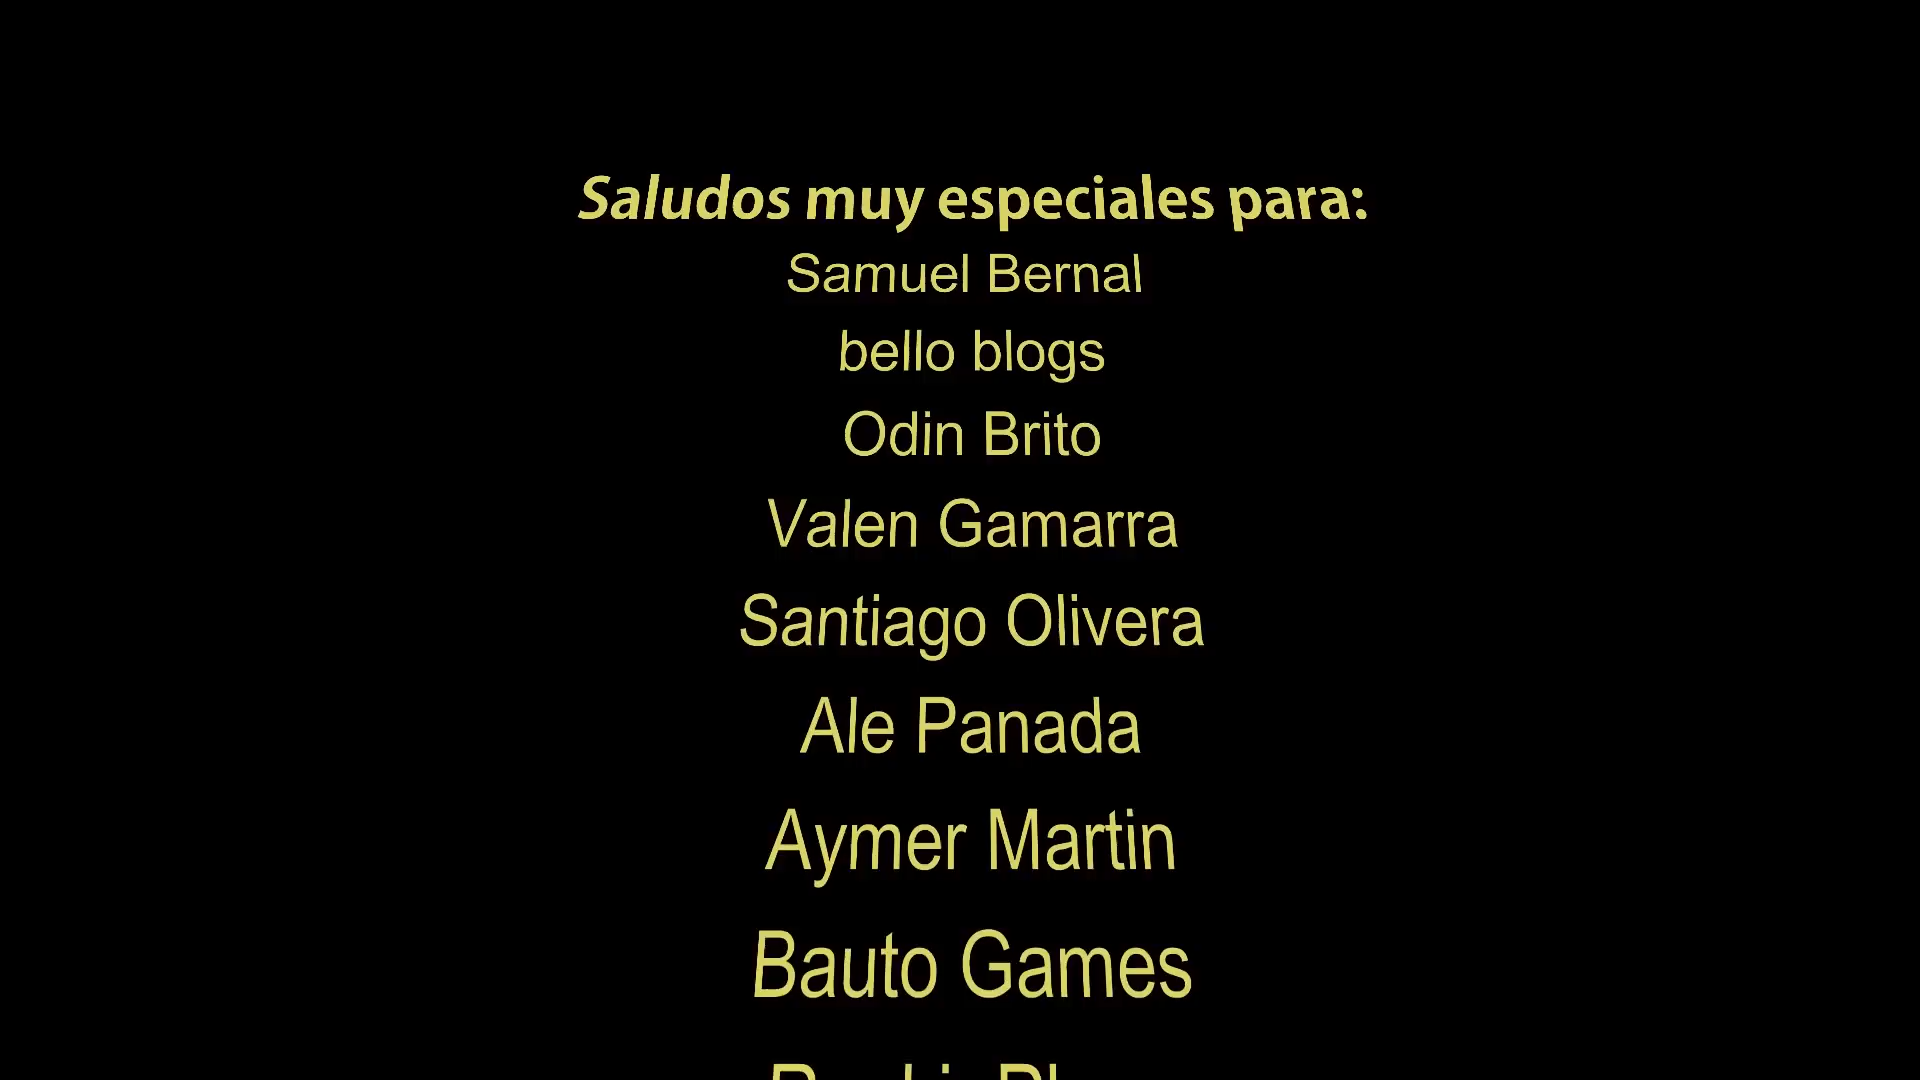 Saludos muy especiales para:
Samuel Bernal
bello blogs
Odin Brito
Valen Gamarra
Santiago Olivera
Ale Panada
Aymer Martin
Bauto Games